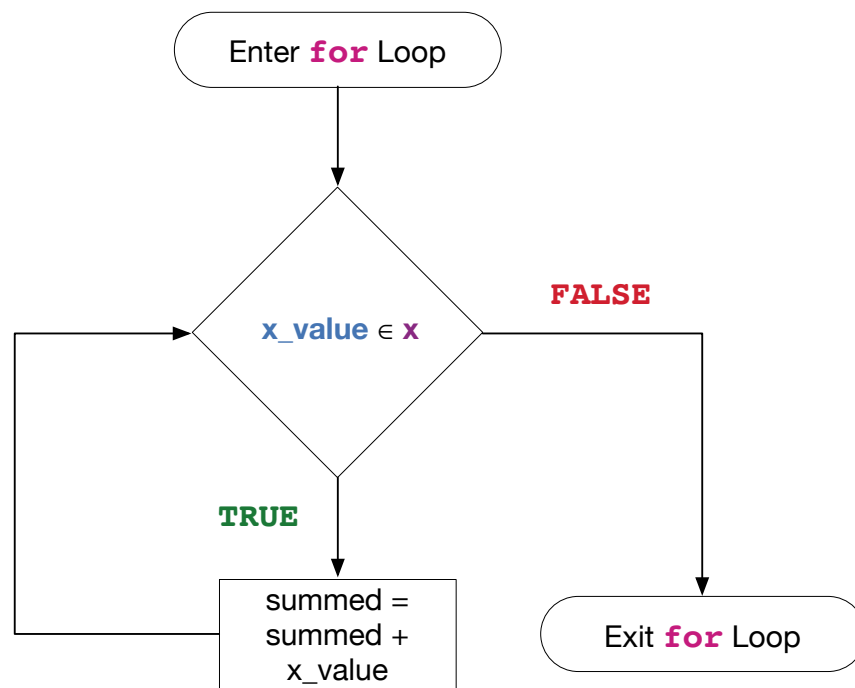 Enter for Loop
x_value ∈ x
FALSE
TRUE
summed =
summed +
x_value
Exit for Loop